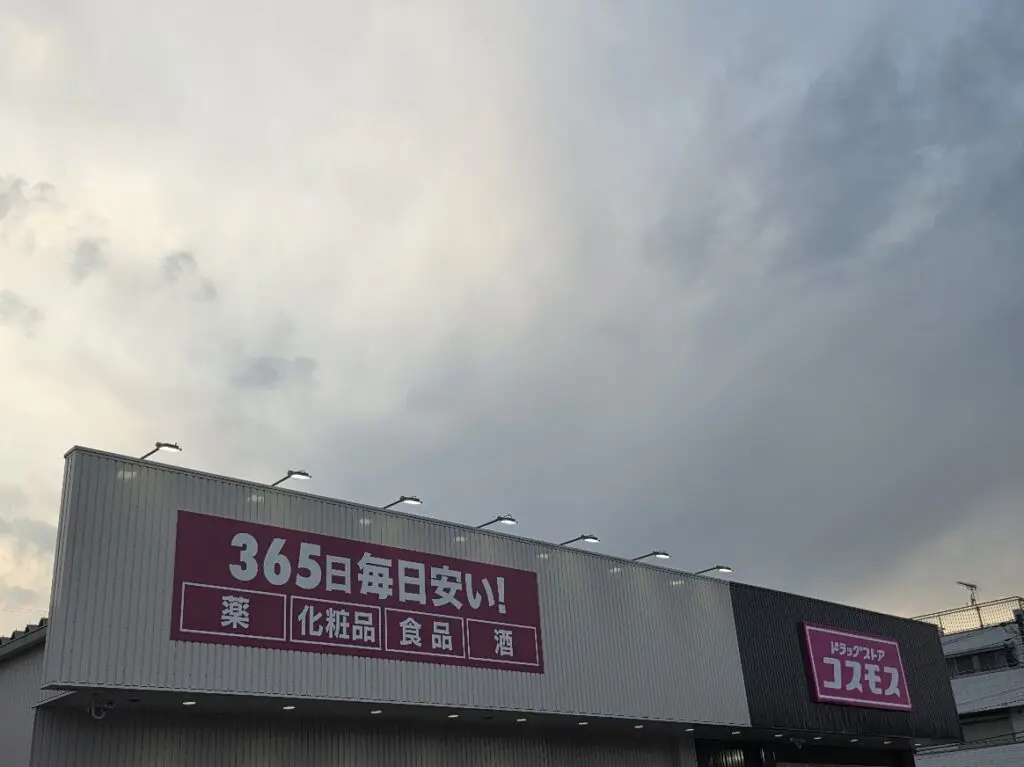 365日毎日安い!
薬 化粧品 食品 酒
ドラッグストア
コスモス